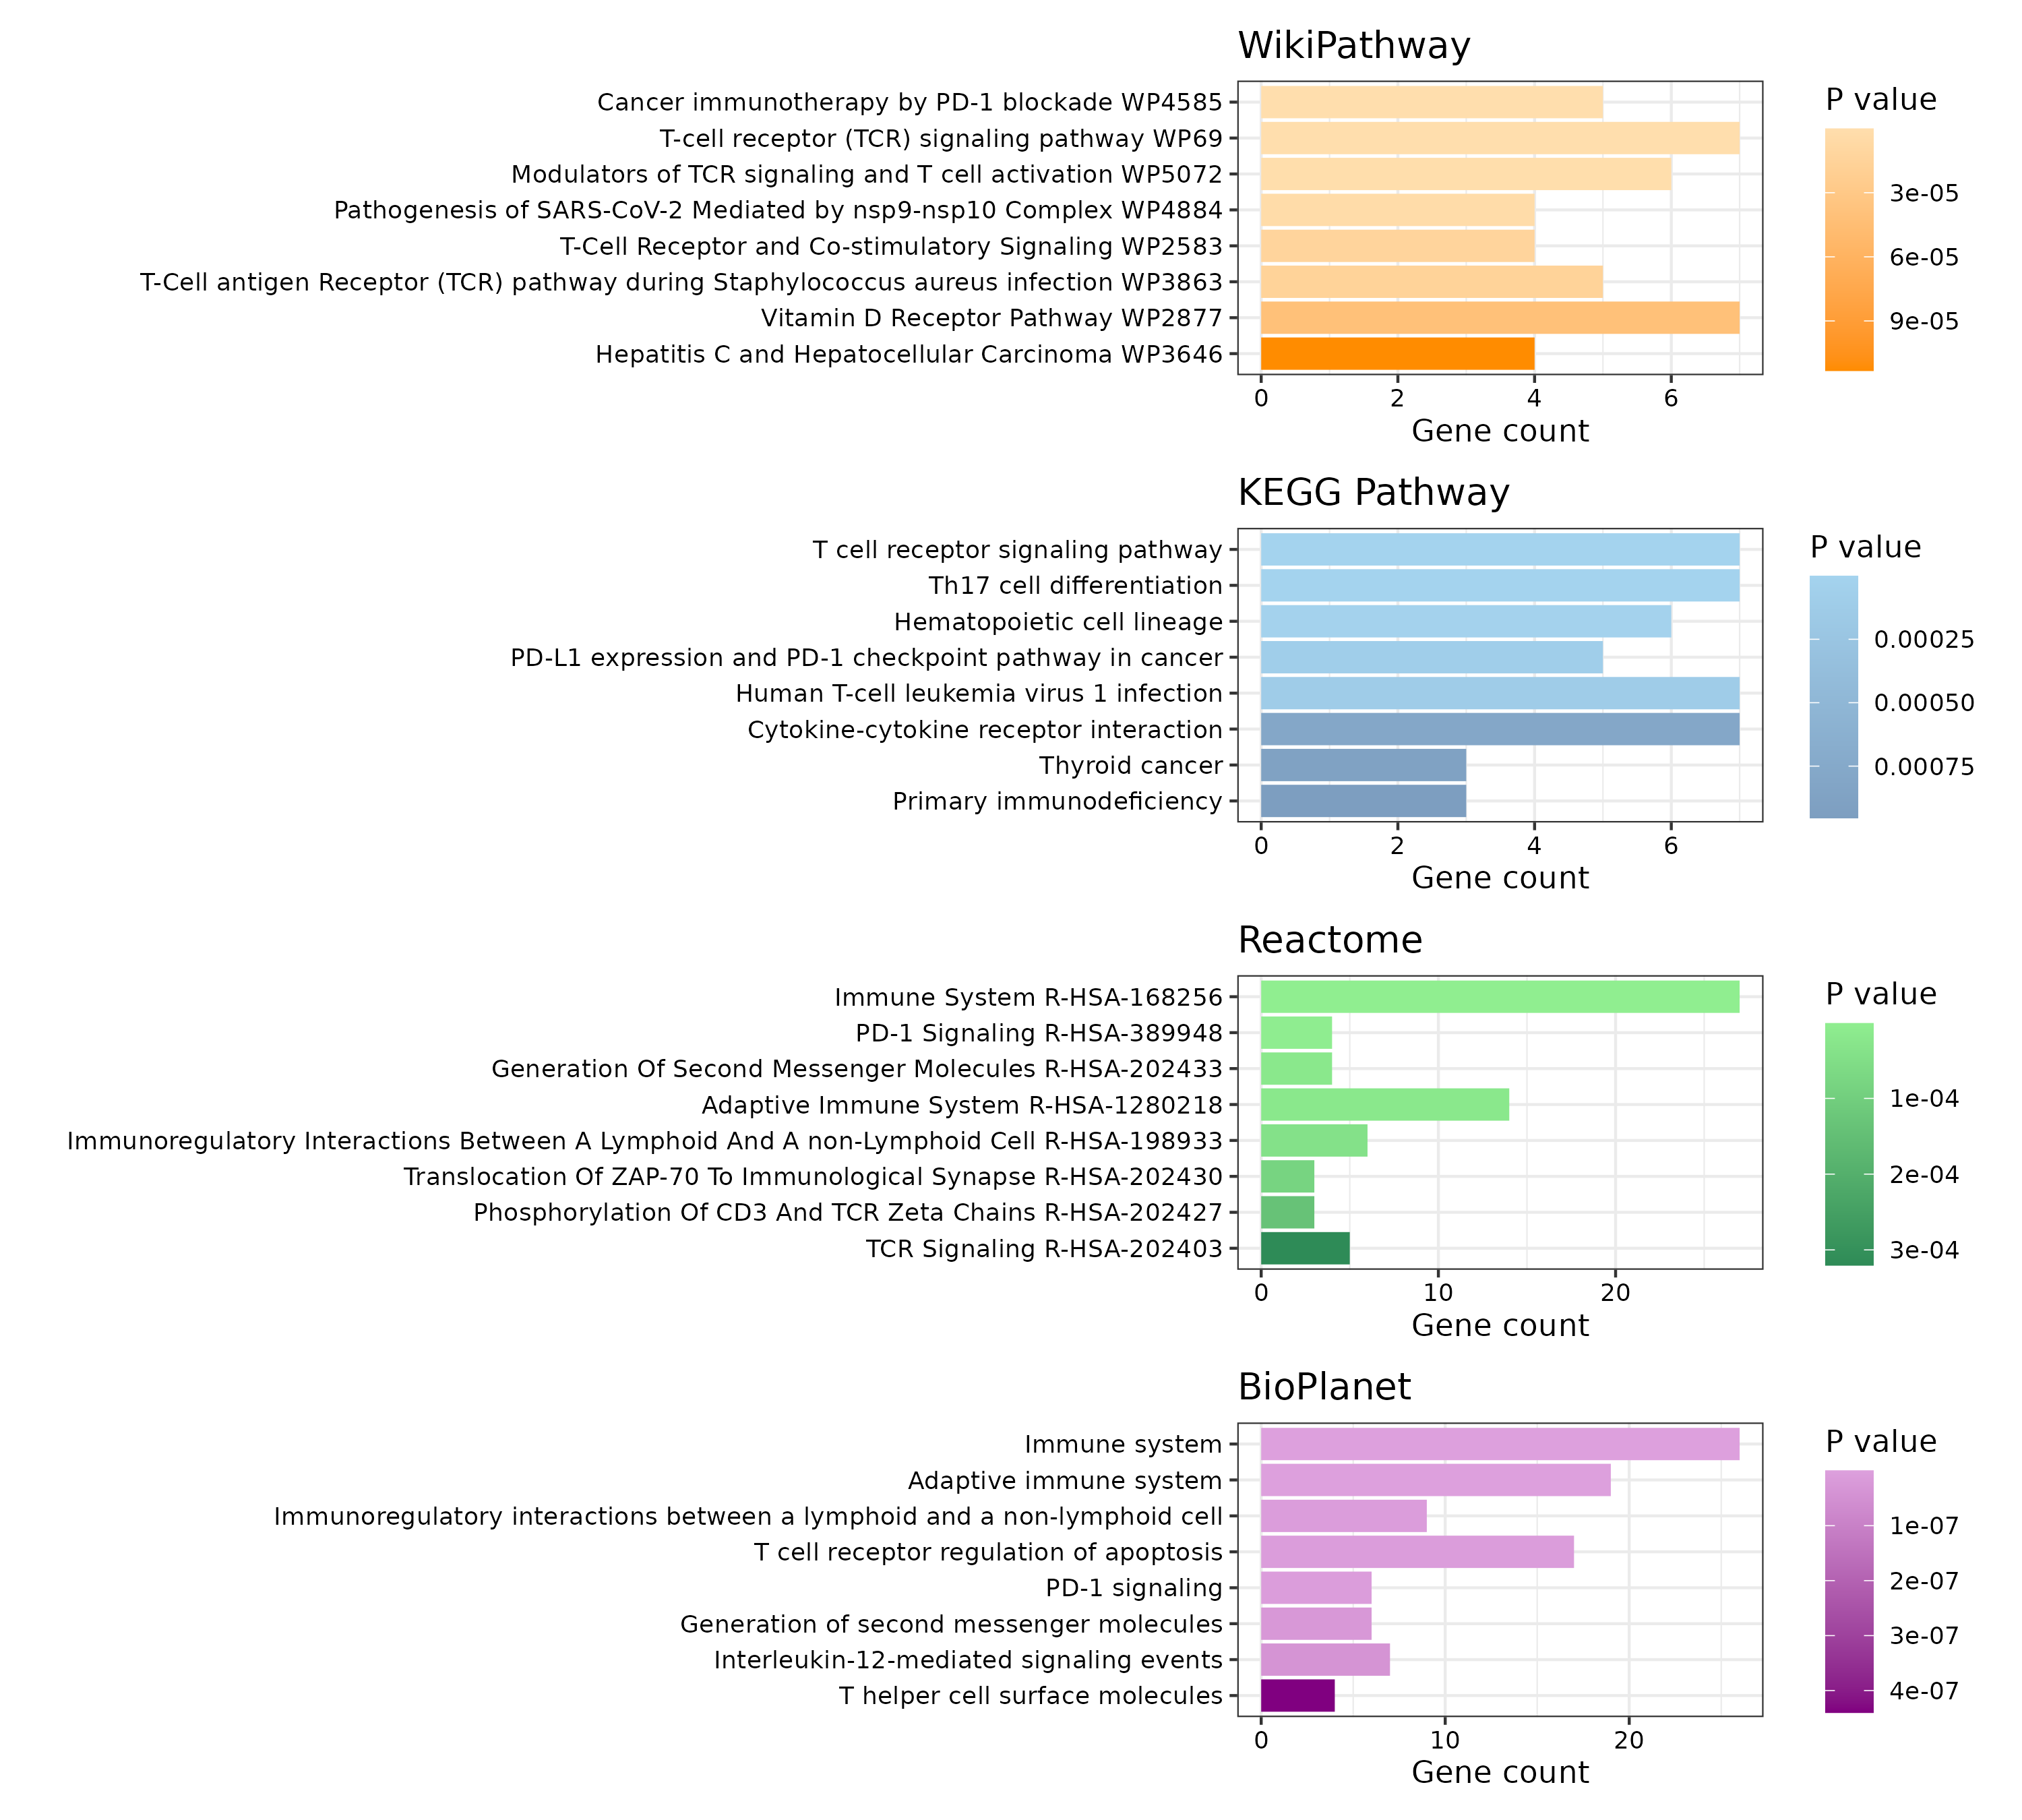 WikiPathway
Cancer immunotherapy by PD-1 blockade WP4585
T-cell receptor (TCR) signaling pathway WP69
Modulators of TCR signaling and T cell activation WP5072
Pathogenesis of SARS-CoV-2 Mediated by nsp9-nsp10 Complex WP4884
T-Cell Receptor and Co-stimulatory Signaling WP2583
T-Cell antigen Receptor (TCR) pathway during Staphylococcus aureus infection WP3863
Vitamin D Receptor Pathway WP2877
Hepatitis C and Hepatocellular Carcinoma WP3646
0 2 4 6
Gene count
P value
3e-05
6e-05
9e-05
KEGG Pathway
T cell receptor signaling pathway
Th17 cell differentiation
Hematopoietic cell lineage
PD-L1 expression and PD-1 checkpoint pathway in cancer
Human T-cell leukemia virus 1 infection
Cytokine-cytokine receptor interaction
Thyroid cancer
Primary immunodeficiency
0 2 4 6
Gene count
P value
0.00025
0.00050
0.00075
Reactome
Immune System R-HSA-168256
PD-1 Signaling R-HSA-389948
Generation Of Second Messenger Molecules R-HSA-202433
Adaptive Immune System R-HSA-1280218
Immunoregulatory Interactions Between A Lymphoid And A non-Lymphoid Cell R-HSA-198933
Translocation Of ZAP-70 To Immunological Synapse R-HSA-202430
Phosphorylation Of CD3 And TCR Zeta Chains R-HSA-202427
TCR Signaling R-HSA-202403
0 10 20
Gene count
P value
1e-04
2e-04
3e-04
BioPlanet
Immune system
Adaptive immune system
Immunoregulatory interactions between a lymphoid and a non-lymphoid cell
T cell receptor regulation of apoptosis
PD-1 signaling
Generation of second messenger molecules
Interleukin-12-mediated signaling events
T helper cell surface molecules
0 10 20
Gene count
P value
1e-07
2e-07
3e-07
4e-07